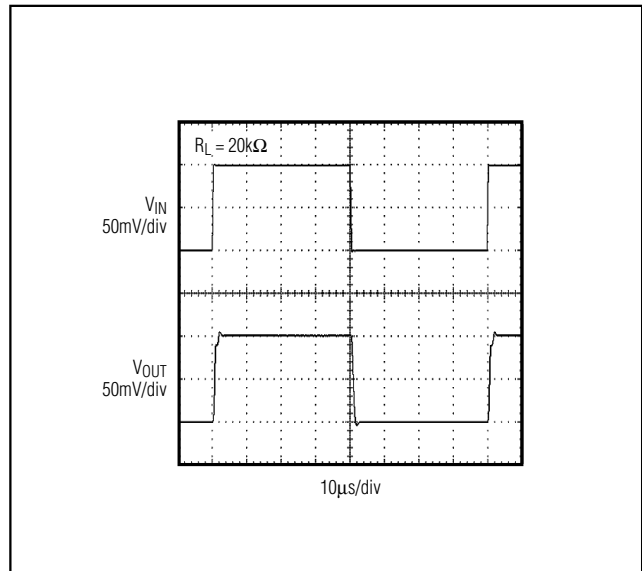 R_L = 20kΩ
V_IN
50mV/div
V_OUT
50mV/div
10μs/div